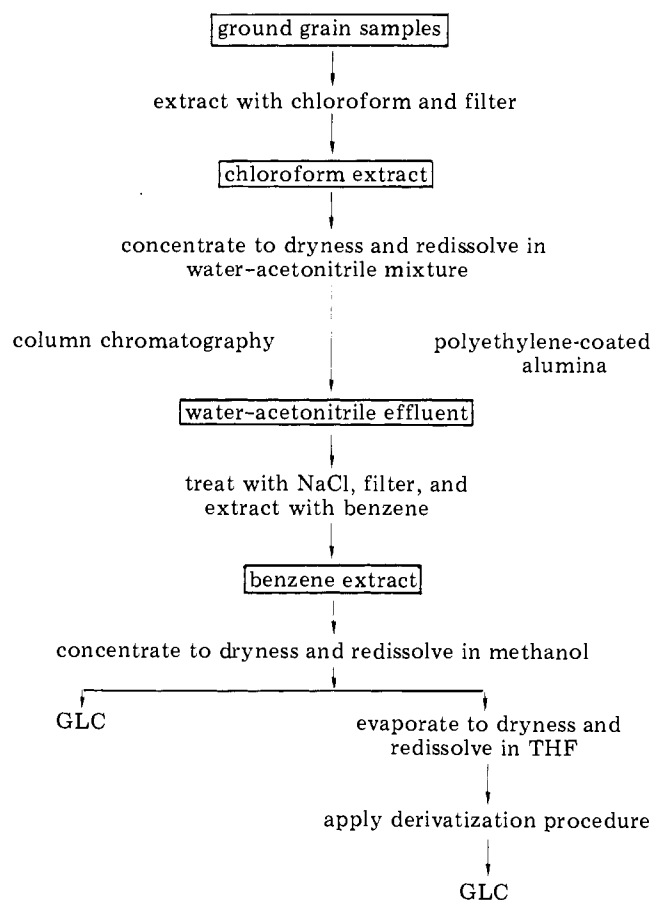 ground grain samples
extract with chloroform and filter
chloroform extract
concentrate to dryness and redissolve in
water-acetonitrile mixture
column chromatography
polyethylene-coated
alumina
water-acetonitrile effluent
treat with NaCl, filter, and
extract with benzene
benzene extract
concentrate to dryness and redissolve in methanol
GLC
evaporate to dryness and
redissolve in THF
apply derivatization procedure
GLC